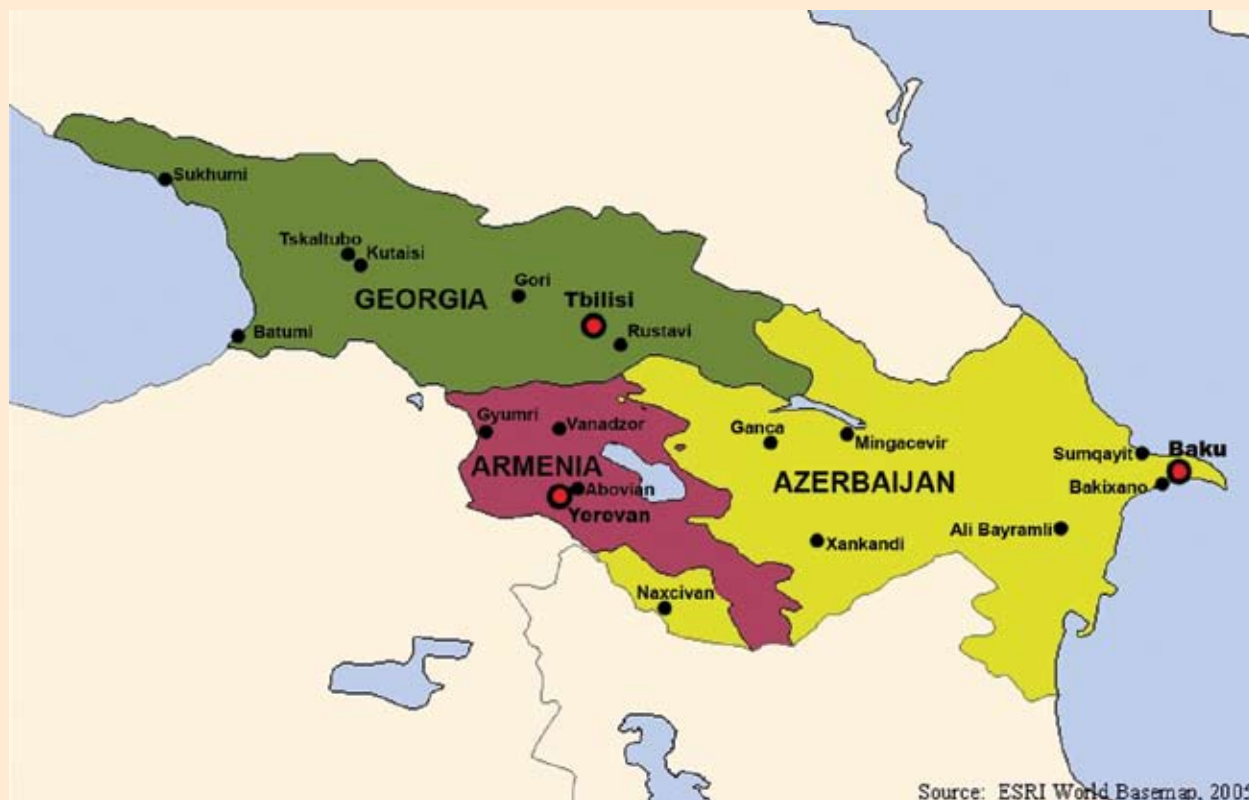 Sukhumi
Tskaltubo
Kutaisi
Gori
GEORGIA
Tbilisi
Batumi
Rustavi
Gyumri
Vanadzor
Ganca
Mingacevir
ARMENIA
Sumqayit
Baku
AZERBAIJAN
Bakixano
Abovian
Yerevan
Ali Bayramli
Xankandi
Naxcivan
Source: ESRI World Basemap, 2005